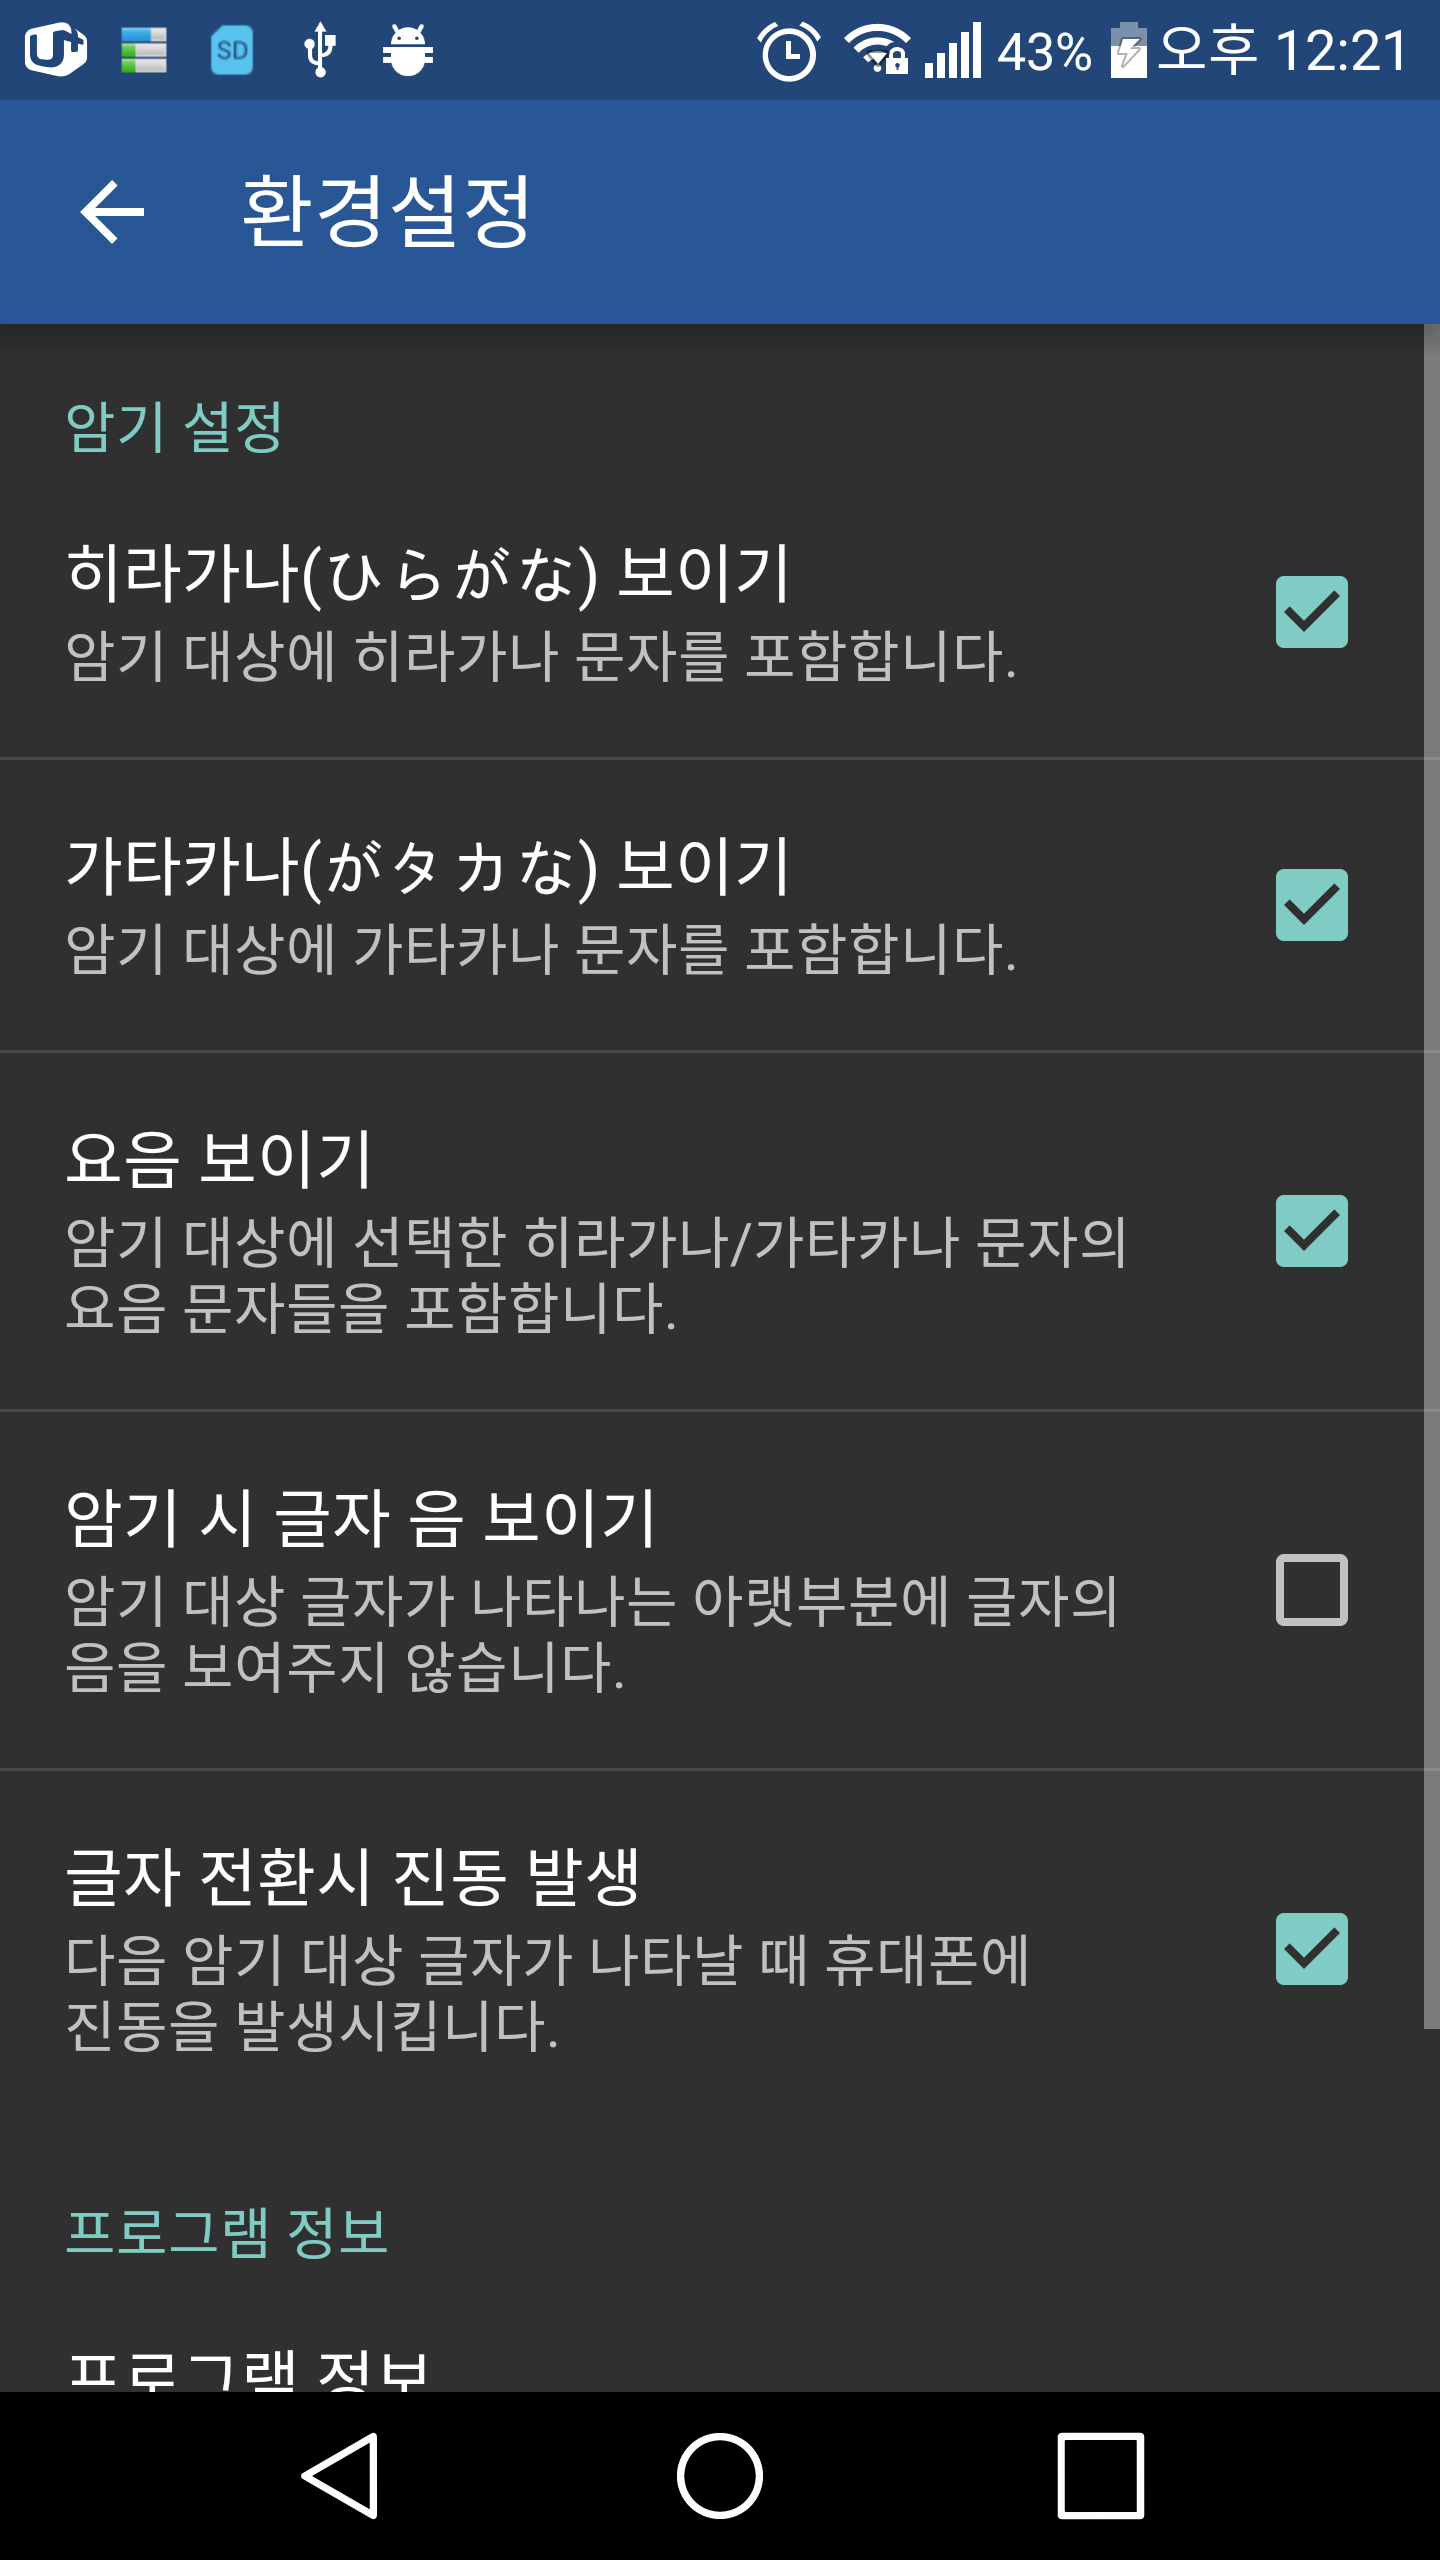 U+ SD 43% 오후 12:21
환경설정
암기 설정
히라가나(ひらがな) 보이기
암기 대상에 히라가나 문자를 포함합니다.
가타카나(がタカな) 보이기
암기 대상에 가타카나 문자를 포함합니다.
요음 보이기
암기 대상에 선택한 히라가나/가타카나 문자의
요음 문자들을 포함합니다.
암기 시 글자 음 보이기
암기 대상 글자가 나타나는 아랫부분에 글자의
음을 보여주지 않습니다.
글자 전환시 진동 발생
다음 암기 대상 글자가 나타날 때 휴대폰에
진동을 발생시킵니다.
프로그램 정보
프로그램 정보